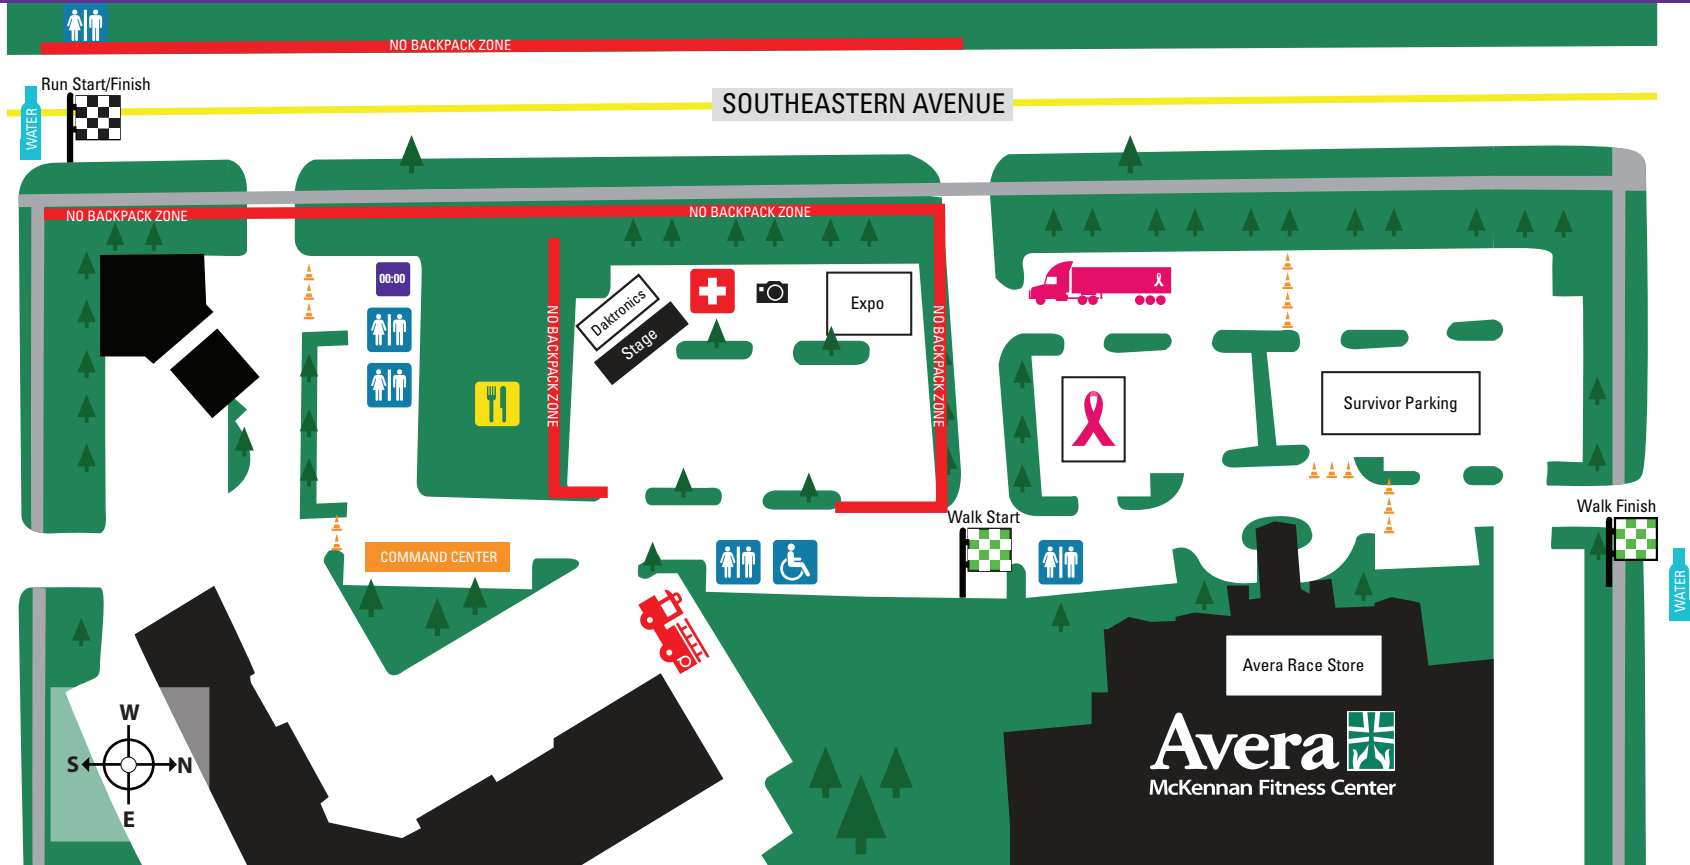 NO BACKPACK ZONE
Run Start/Finish
WATER
SOUTHEASTERN AVENUE
NO BACKPACK ZONE
NO BACKPACK ZONE
00:00
Daktronics
Stage
Expo
NO BACKPACK ZONE
NO BACKPACK ZONE
Survivor Parking
Walk Start
Walk Finish
COMMAND CENTER
WATER
Avera Race Store
W
S
N
E
Avera
McKennan Fitness Center